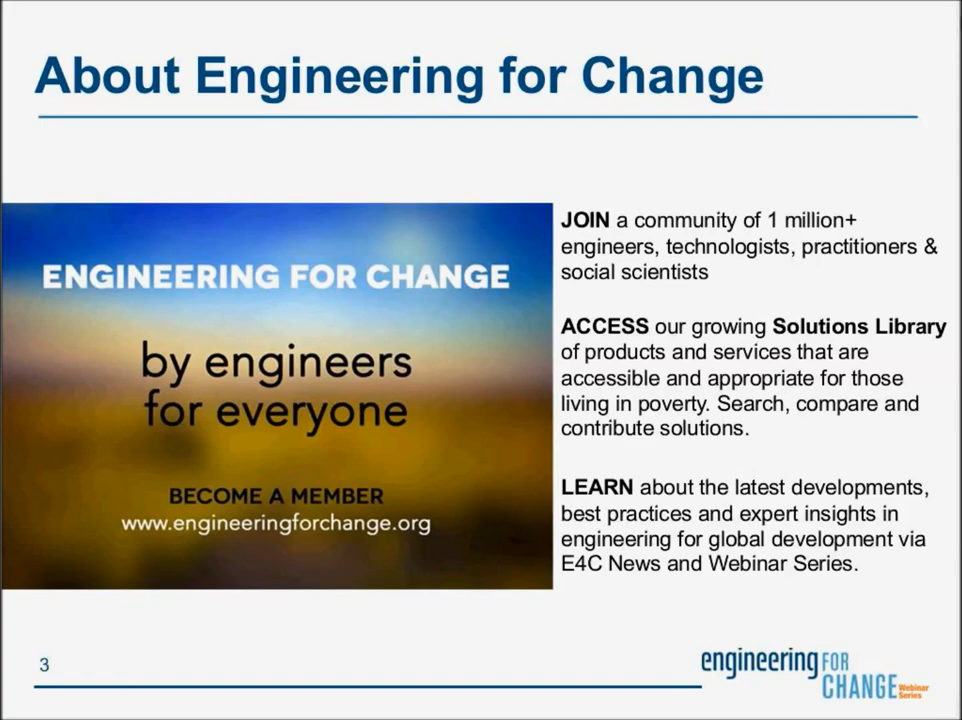 About Engineering for Change
ENGINEERING FOR CHANGE
by engineers
for everyone
BECOME A MEMBER
www.engineeringforchange.org
JOIN a community of 1 million+
engineers, technologists, practitioners &
social scientists
ACCESS our growing Solutions Library
of products and services that are
accessible and appropriate for those
living in poverty. Search, compare and
contribute solutions.
LEARN about the latest developments,
best practices and expert insights in
engineering for global development via
E4C News and Webinar Series.
3
engineering FOR
CHANGE Webinar
Series